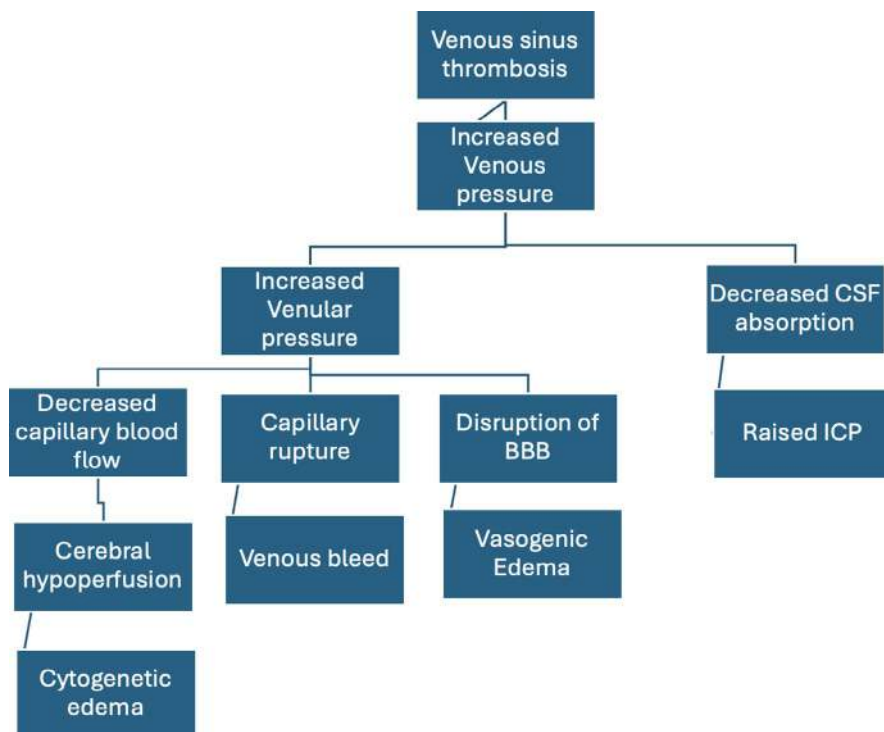 Venous sinus
thrombosis
Increased
Venous
pressure
Increased
Venular
pressure
Decreased CSF
absorption
Decreased
capillary blood
flow
Capillary
rupture
Disruption of
BBB
Raised ICP
Cerebral
hypoperfusion
Venous bleed
Vasogenic
Edema
Cytogenetic
edema